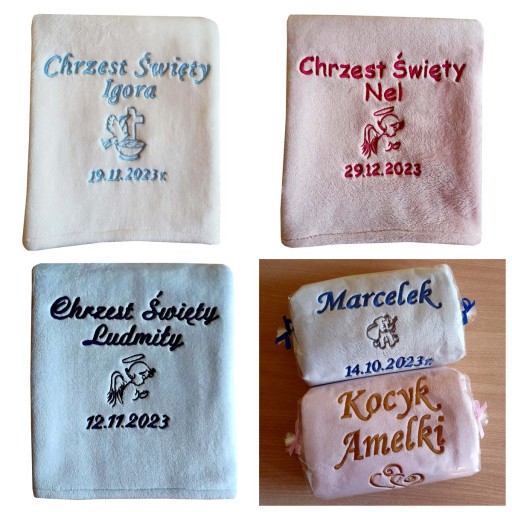 Chrzest Święty
Igora
19.11.2023r.
Chrzest Święty
Nel
29.12.2023
Chrzest Święty
Ludmiły
12.11.2023
Marcelek
14.10.2023r.
Kocyk
Amelki